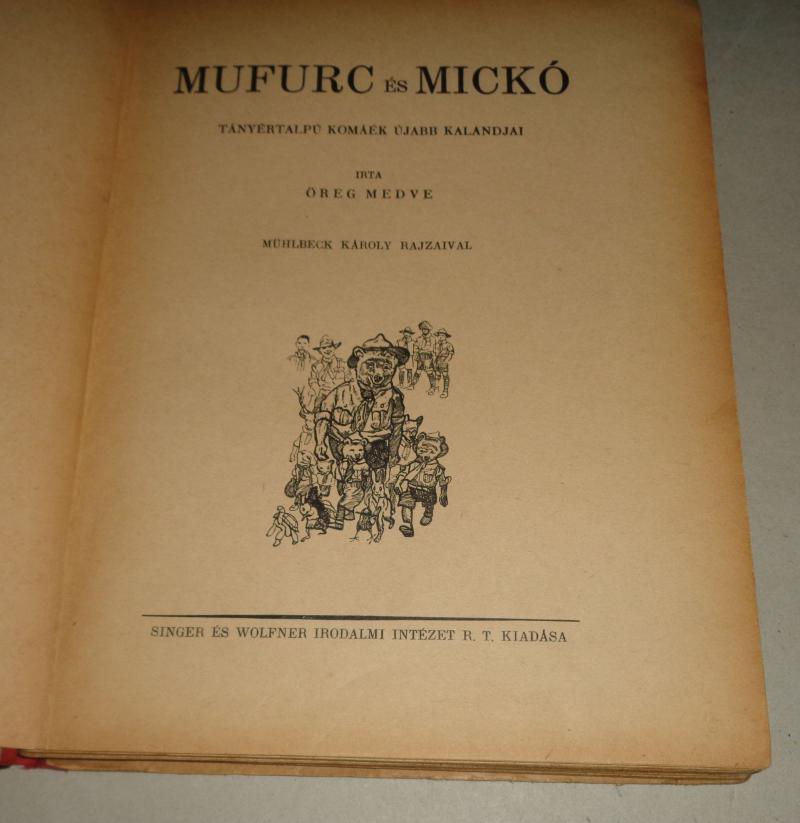 MUFURC ÉS MICKÓ
TÁNYÉRTALPÚ KOMÁÉK ÚJABB KALANDJAI
IRTA
ÖREG MEDVE
MÜHLBECK KÁROLY RAJZAIVAL
SINGER ÉS WOLFNER IRODALMI INTÉZET R. T. KIADÁSA